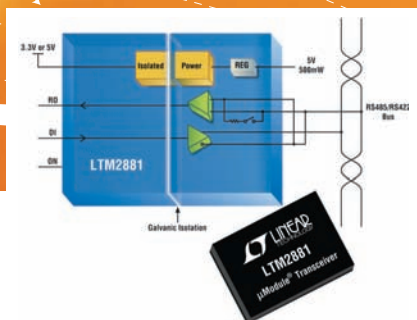 3.3V or 5V
Isolated
Power
REG
5V
500mW
RO
DI
ON
LTM2881
RS485/RS422
Bus
Galvanic Isolation
LINEAR
TECHNOLOGY
LTM2881
µModule® Transceiver